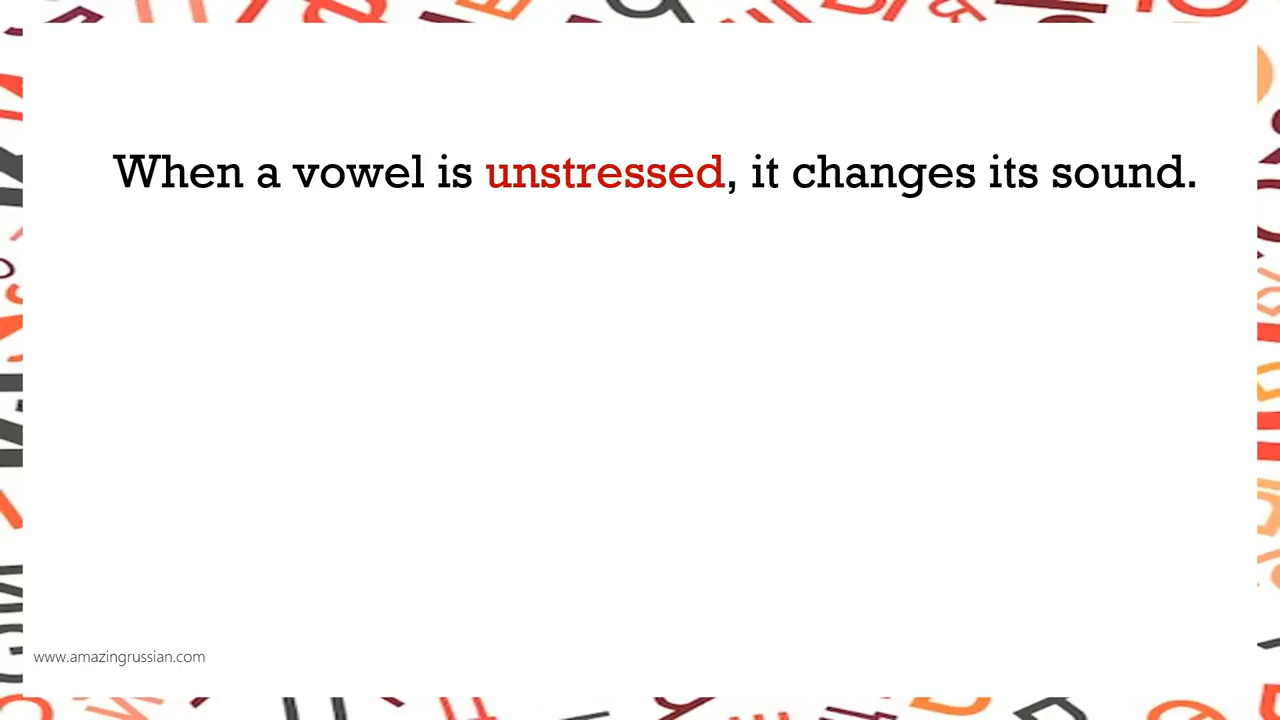 When a vowel is unstressed, it changes its sound.
www.amazingrussian.com